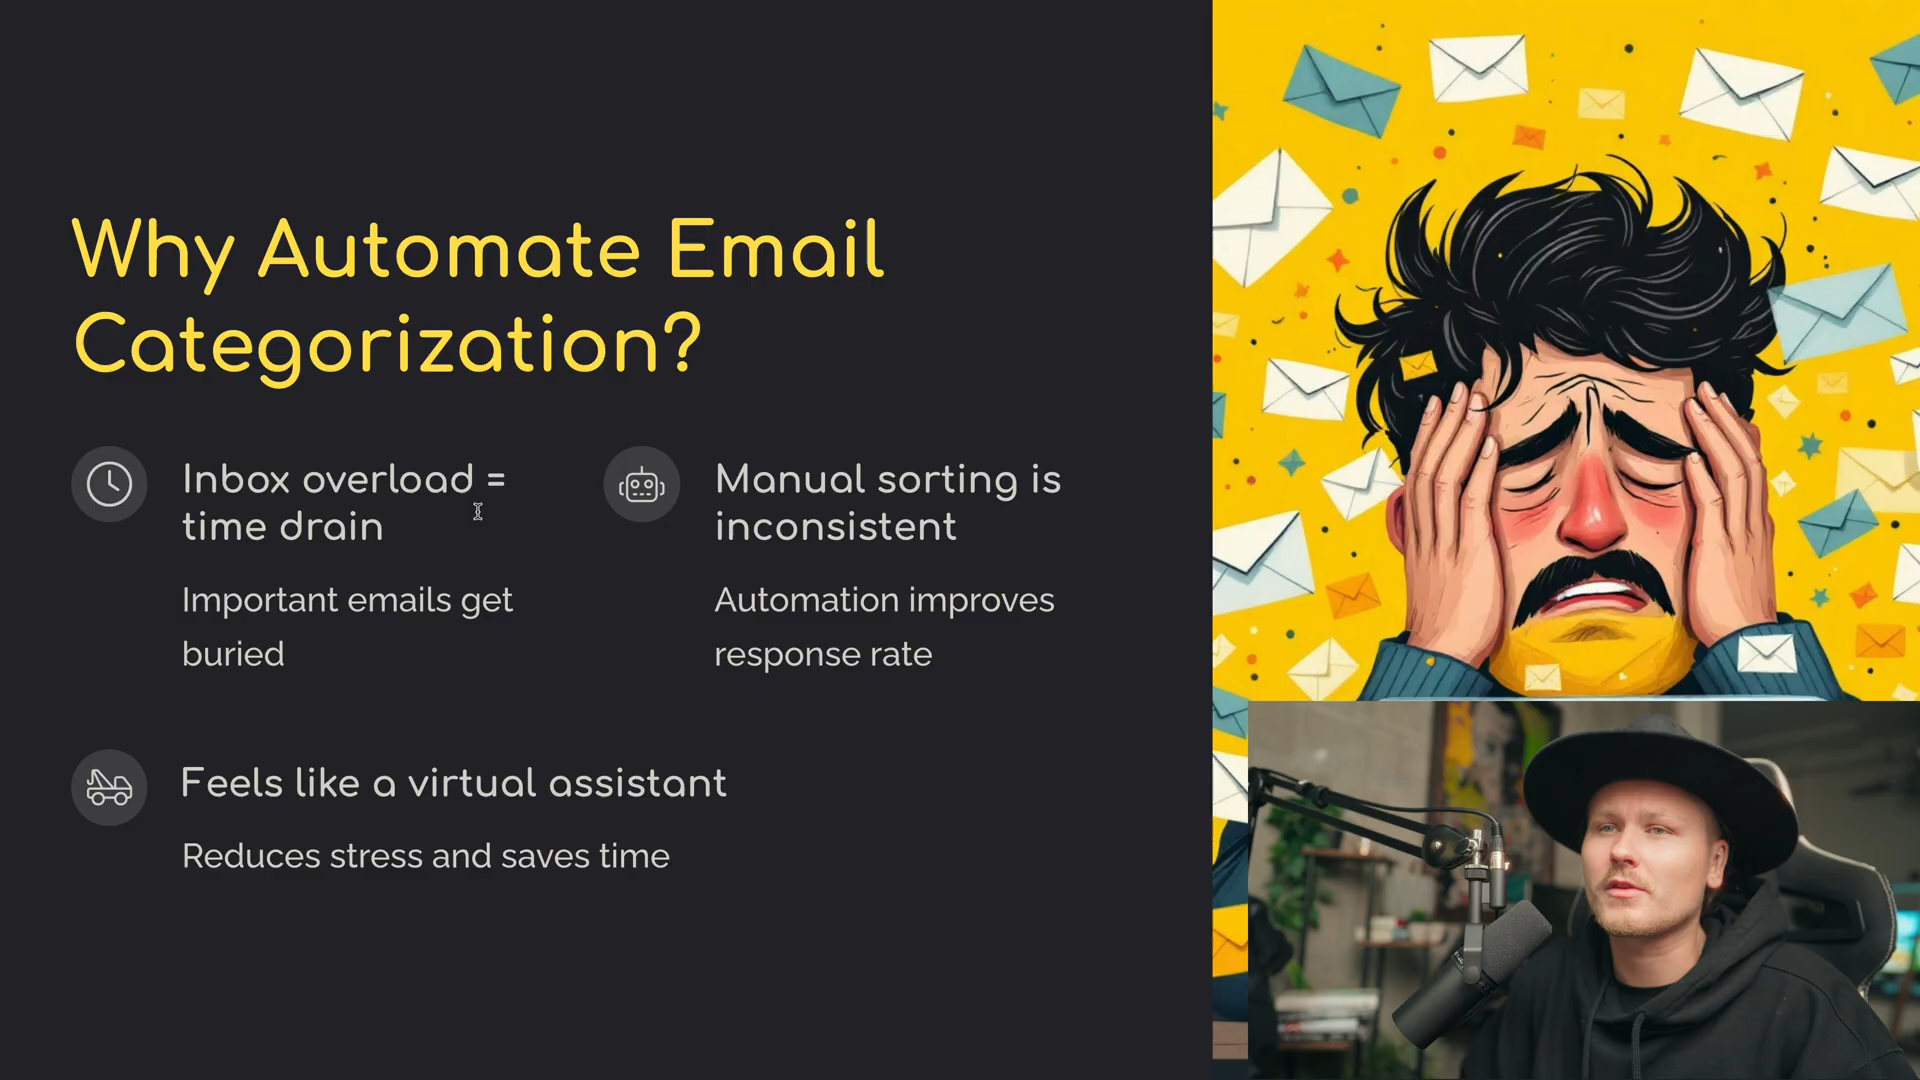 Why Automate Email
Categorization?
Inbox overload =
time drain
Important emails get
buried
Manual sorting is
inconsistent
Automation improves
response rate
Feels like a virtual assistant
Reduces stress and saves time